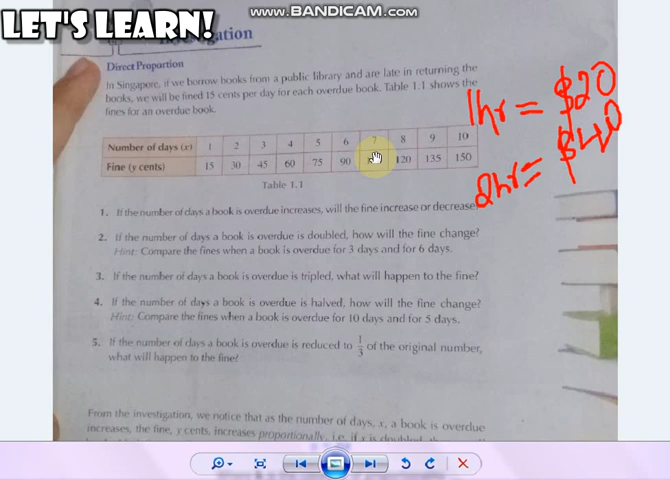 WWW.BANDICAM.COM
LET'S LEARN!
Direct Proportion
In Singapore, if we borrow books from a public library and are late in returning the
books, we will be fined 15 cents per day for each overdue book. Table 1.1 shows the
fines for an overdue book.
Number of days (x) 1 2 3 4 5 6 7 8 9 10
Fine (y cents) 15 30 45 60 75 90 120 135 150
Table 1.1
1hr = $20
2hr = $40
1. If the number of days a book is overdue increases, will the fine increase or decrease
2. If the number of days a book is overdue is doubled, how will the fine change?
Hint: Compare the fines when a book is overdue for 3 days and for 6 days.
3. If the number of days a book is overdue is tripled, what will happen to the fine?
4. If the number of days a book is overdue is halved, how will the fine change?
Hint: Compare the fines when a book is overdue for 10 days and for 5 days.
5. If the number of days a book is overdue is reduced to 1/3 of the original number,
what will happen to the fine?
From the investigation, we notice that as the number of days, x, a book is overdue
increases, the fine, y cents, increases proportionally, i.e. if x is doubled,